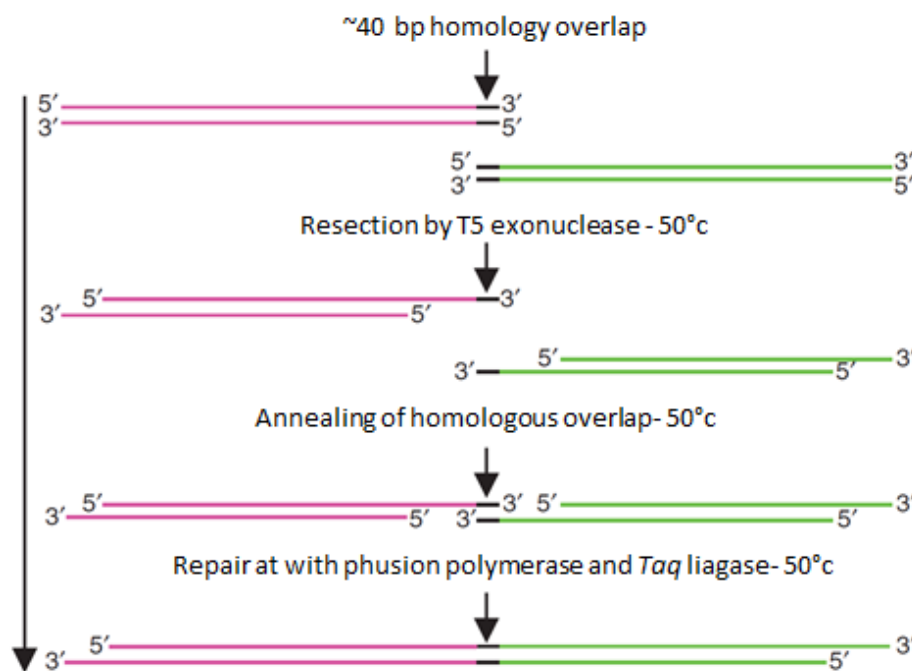 ~40 bp homology overlap
5′ 3′
3′ 5′
5′ 3′
3′ 5′
Resection by T5 exonuclease - 50°c
5′ 3′
3′ 5′
5′ 3′
3′ 5′
Annealing of homologous overlap- 50°c
5′ 3′ 5′ 3′
3′ 5′ 3′ 5′
Repair at with phusion polymerase and Taq liagase- 50°c
5′ 3′
3′ 5′